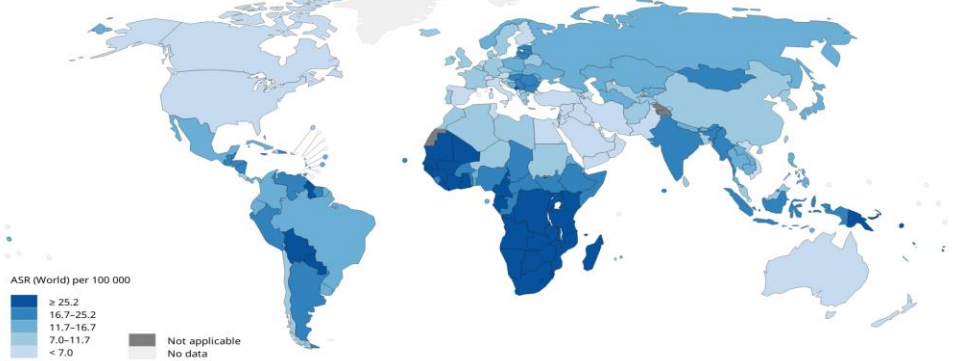 ASR (World) per 100 000
≥ 25.2
16.7–25.2
11.7–16.7
7.0–11.7
< 7.0
Not applicable
No data